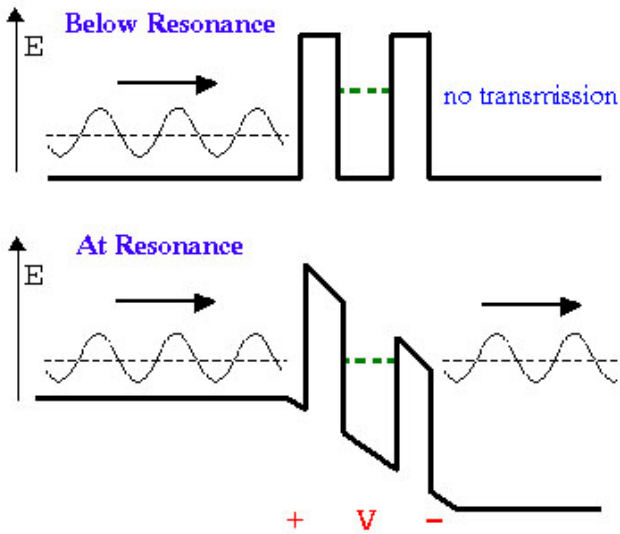 Below Resonance
E
no transmission
At Resonance
E
+ V -